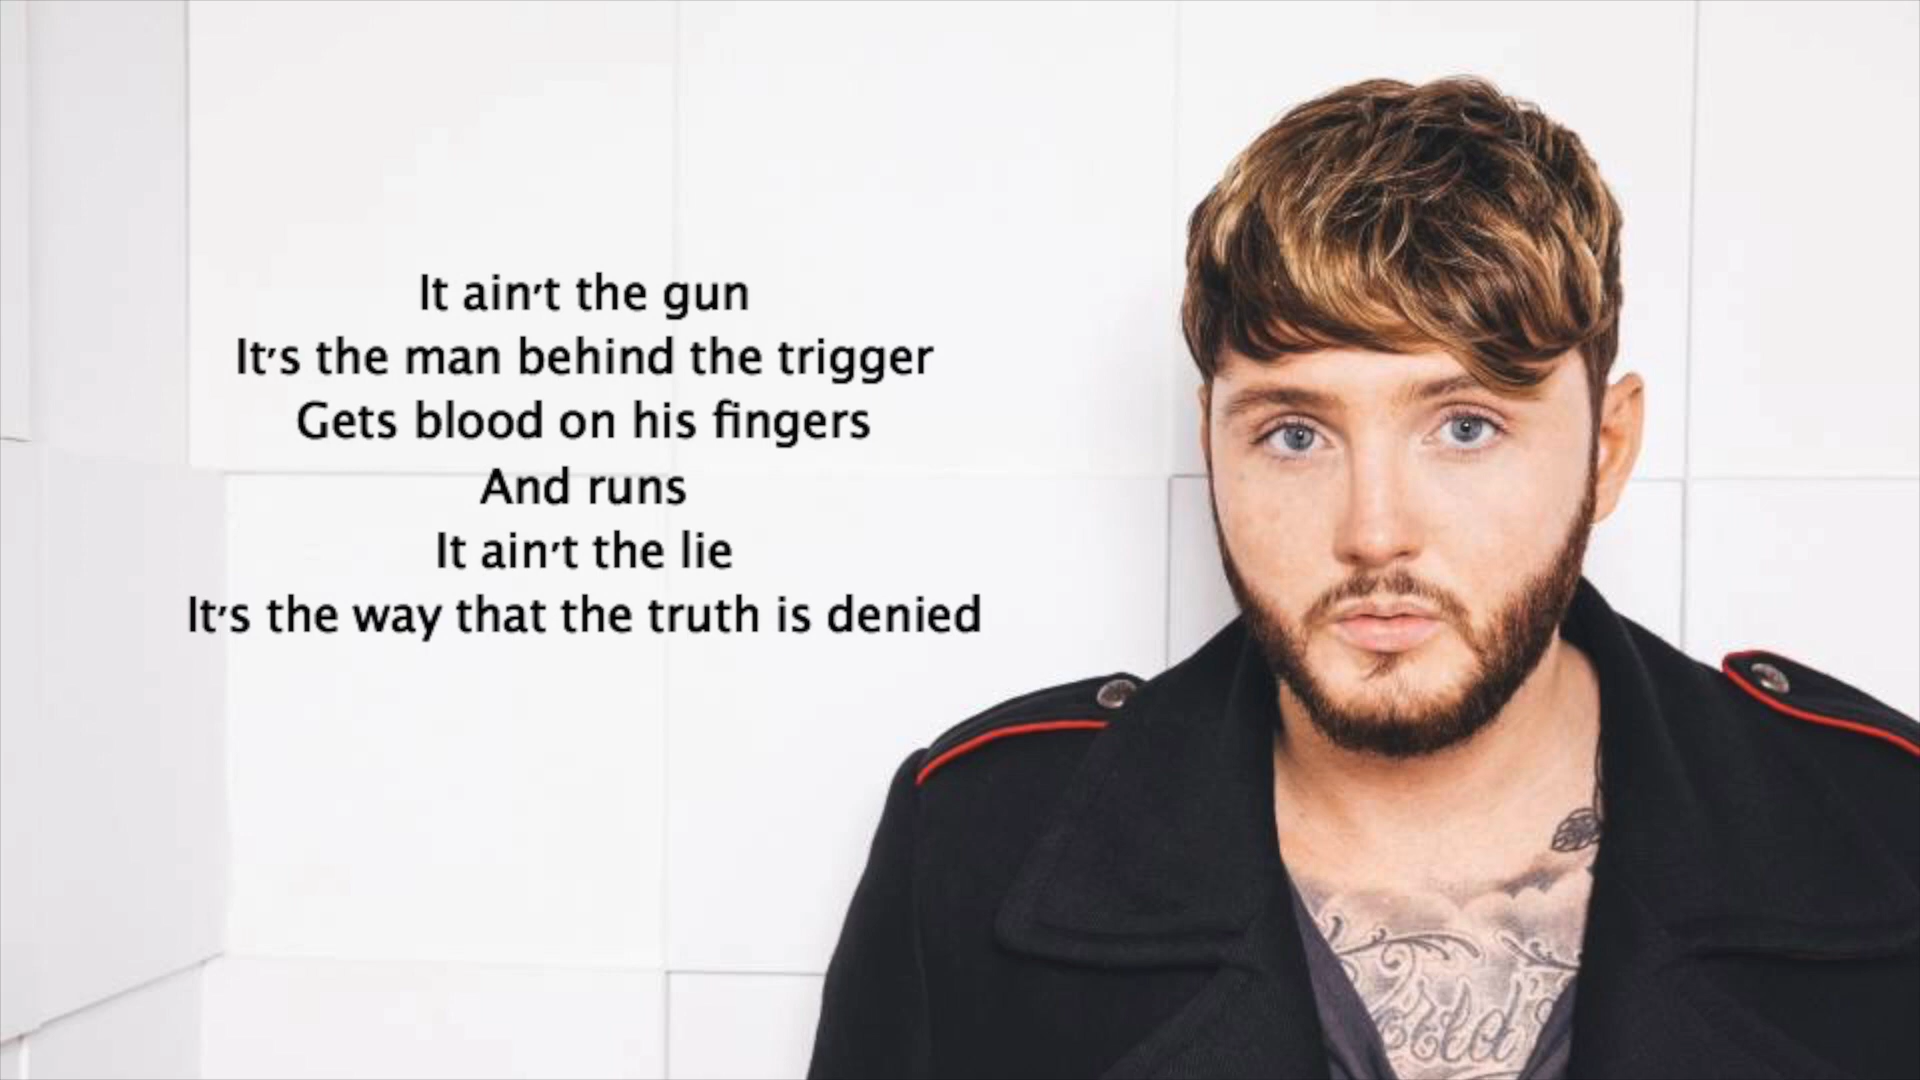 It ain't the gun
It's the man behind the trigger
Gets blood on his fingers
And runs
It ain't the lie
It's the way that the truth is denied